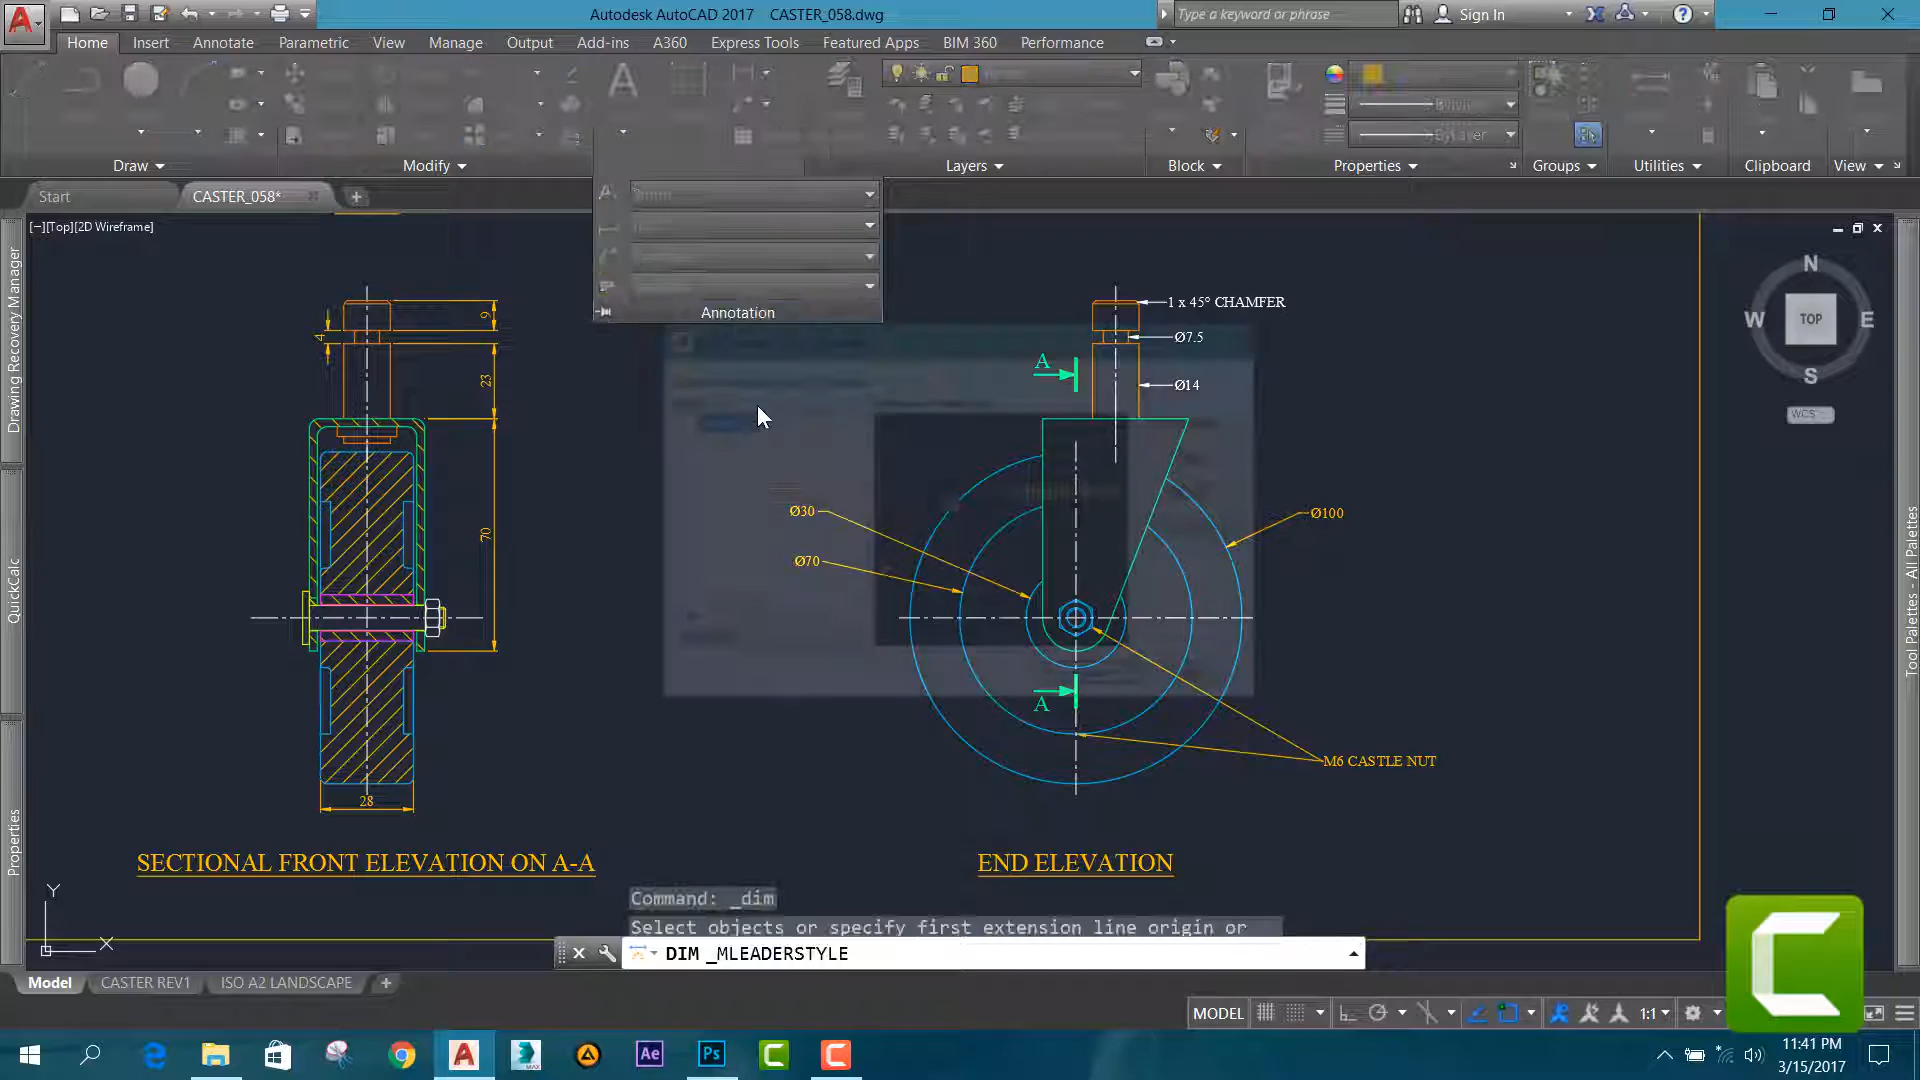 Autodesk AutoCAD 2017 CASTER_058.dwg
Type a keyword or phrase
Sign In
Home Insert Annotate Parametric View Manage Output Add-ins A360 Express Tools Featured Apps BIM 360 Performance
Draw Modify Layers Block Properties Groups Utilities Clipboard View
Annotation
Start CASTER_058*
[−][Top][2D Wireframe]
Drawing Recovery Manager
QuickCalc
Properties
Tool Palettes - All Palettes
N
W TOP E
S
WCS
9
4
23
70
28
1 x 45° CHAMFER
Ø7.5
Ø14
A
Ø30
Ø70
Ø100
A
M6 CASTLE NUT
SECTIONAL FRONT ELEVATION ON A-A
END ELEVATION
Y
X
Command: _dim
Select objects or specify first extension line origin or
DIM _MLEADERSTYLE
Model CASTER REV1 ISO A2 LANDSCAPE
MODEL 1:1
Ae Ps
11:41 PM
3/15/2017